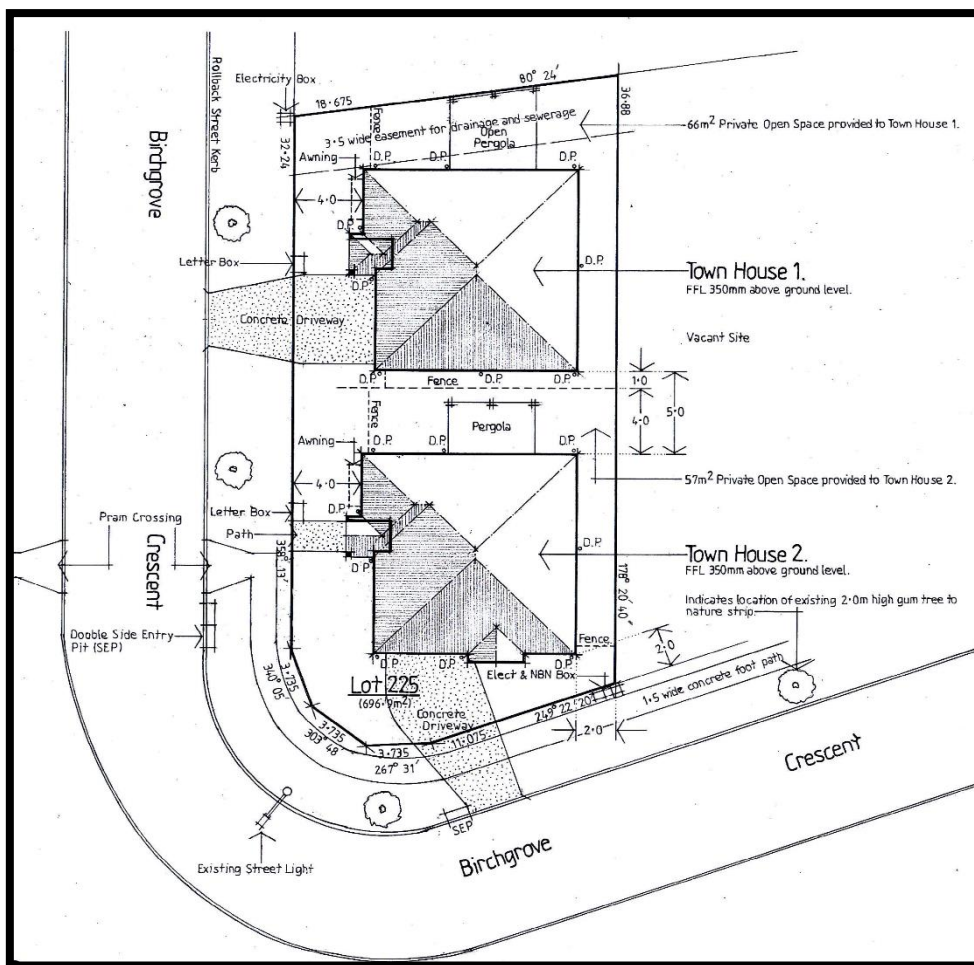 80° 24'
Electricity Box
18·675
36·88
Rollback Street Kerb
Fence
3·5 wide easement for drainage and sewerage
66m² Private Open Space provided to Town House 1.
Open
Pergola
Birchgrove
32·24
Awning
D.P.
D.P.
D.P.
4·0
D.P.
Letter Box
D.P.
D.P.
Town House 1.
FFL 350mm above ground level.
Concrete Driveway
Vacant Site
D.P.
D.P.
D.P.
Fence
1·0
Fence
4·0
5·0
Pergola
Awning
D.P.
D.P.
D.P.
4·0
57m² Private Open Space provided to Town House 2.
Letter Box
D.P.
Pram Crossing
Path
D.P.
D.P.
Town House 2.
FFL 350mm above ground level.
Crescent
358° 13'
178° 20' 40"
Indicates location of existing 2·0m high gum tree to
nature strip.
Double Side Entry
Pit (SEP)
Fence
2·0
D.P.
D.P.
Elect & NBN Box
3·735
340° 05'
Lot 225
(696·9m²)
249° 22' 20"
1·5 wide concrete foot path
Concrete
Driveway
2·0
3·735
303° 48'
3·735
11·075
267° 31'
Crescent
SEP
Birchgrove
Existing Street Light